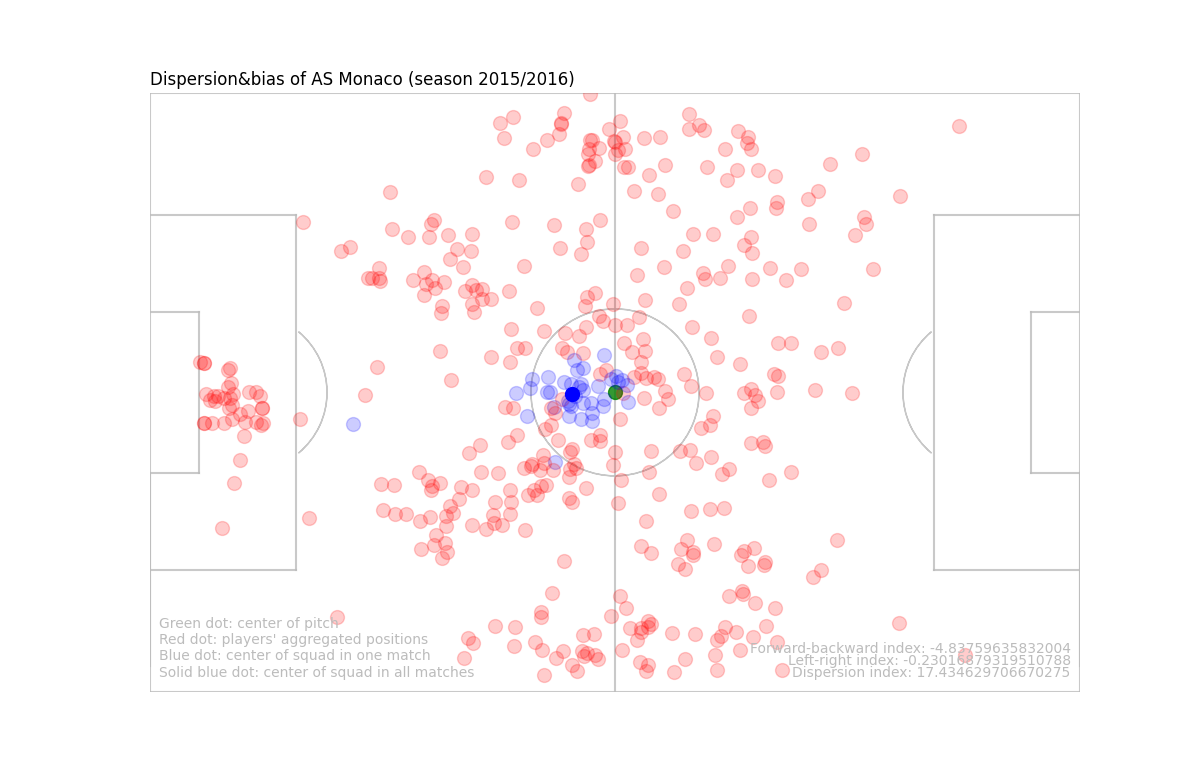 Dispersion&bias of AS Monaco (season 2015/2016)
Green dot: center of pitch
Red dot: players' aggregated positions
Blue dot: center of squad in one match
Solid blue dot: center of squad in all matches
Forward-backward index: -4.83759635832004
Left-right index: -0.23016879319510788
Dispersion index: 17.434629706670275